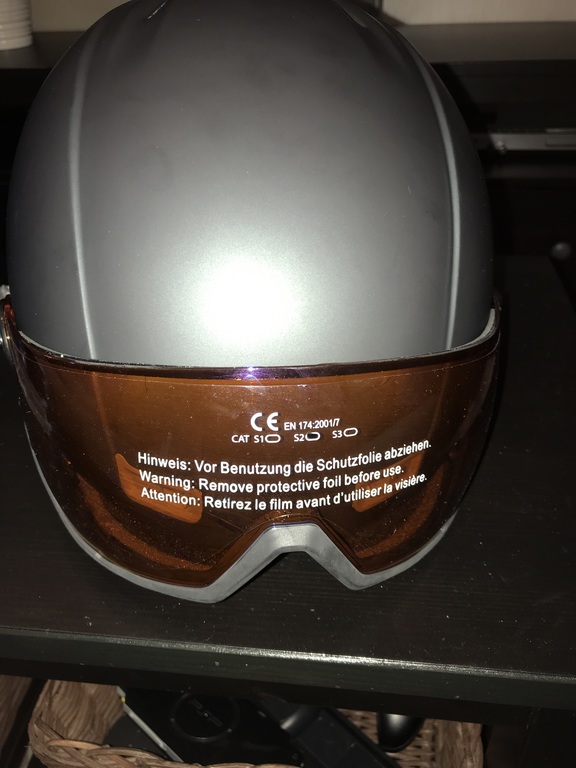 CE EN 174:2001/7
CAT S1 S2 S3
Hinweis: Vor Benutzung die Schutzfolie abziehen.
Warning: Remove protective foil before use.
Attention: Retirez le film avant d'utiliser la visière.